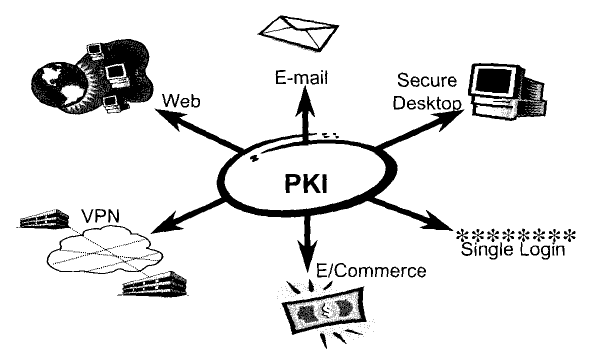 E-mail
Secure
Desktop
Web
PKI
VPN
********
Single Login
E/Commerce